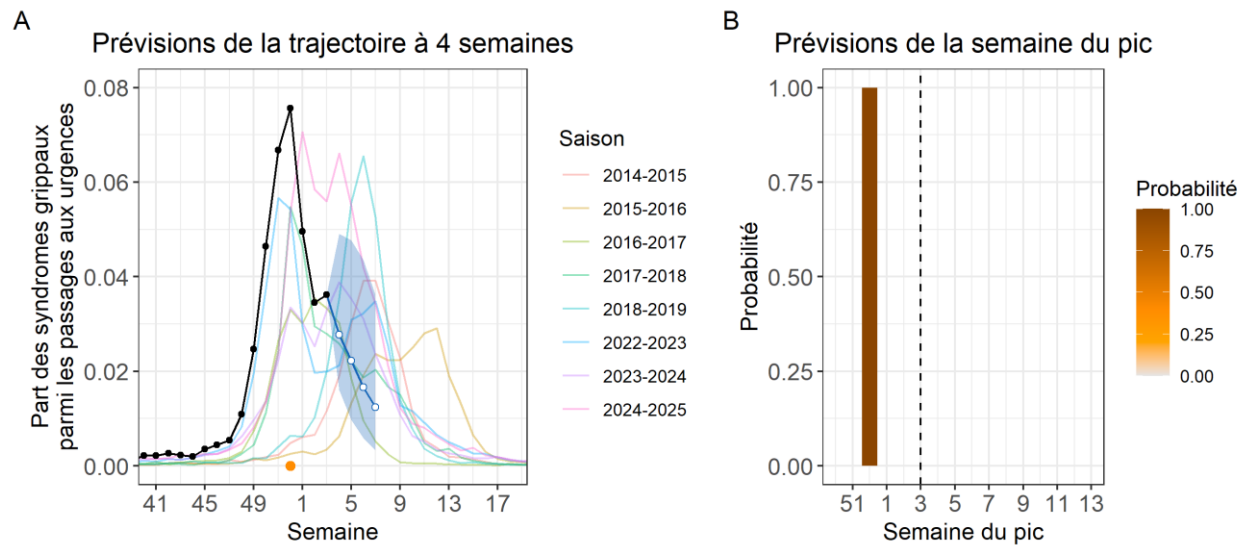 A
Prévisions de la trajectoire à 4 semaines
Part des syndromes grippaux
parmi les passages aux urgences
0.08
0.06
0.04
0.02
0.00
41 45 49 1 5 9 13 17
Semaine
Saison
2014-2015
2015-2016
2016-2017
2017-2018
2018-2019
2022-2023
2023-2024
2024-2025
B
Prévisions de la semaine du pic
Probabilité
1.00
0.75
0.50
0.25
0.00
51 1 3 5 7 9 11 13
Semaine du pic
Probabilité
1.00
0.75
0.50
0.25
0.00